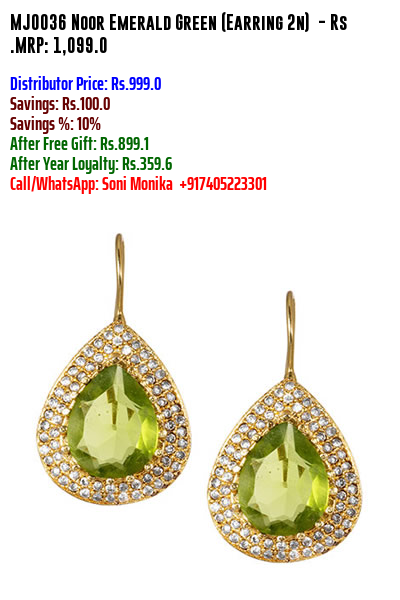 MJ0036 Noor Emerald Green (Earring 2n) - Rs
.MRP: 1,099.0
Distributor Price: Rs.999.0
Savings: Rs.100.0
Savings %: 10%
After Free Gift: Rs.899.1
After Year Loyalty: Rs.359.6
Call/WhatsApp: Soni Monika +917405223301